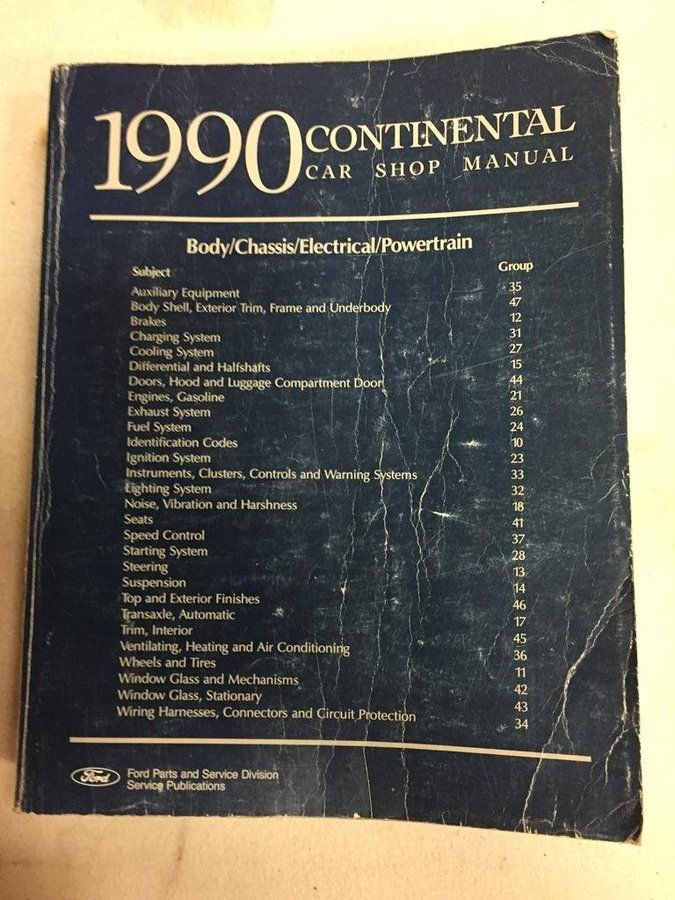 1990 CONTINENTAL
CAR SHOP MANUAL
Body/Chassis/Electrical/Powertrain
Subject Group
Auxiliary Equipment 35
Body Shell, Exterior Trim, Frame and Underbody 47
Brakes 12
Charging System 31
Cooling System 27
Differential and Halfshafts 15
Doors, Hood and Luggage Compartment Door 44
Engines, Gasoline 21
Exhaust System 26
Fuel System 24
Identification Codes 10
Ignition System 23
Instruments, Clusters, Controls and Warning Systems 33
Lighting System 32
Noise, Vibration and Harshness 18
Seats 41
Speed Control 37
Starting System 28
Steering 13
Suspension 14
Top and Exterior Finishes 46
Transaxle, Automatic 17
Trim, Interior 45
Ventilating, Heating and Air Conditioning 36
Wheels and Tires 11
Window Glass and Mechanisms 42
Window Glass, Stationary 43
Wiring Harnesses, Connectors and Circuit Protection 34
Ford Ford Parts and Service Division
Service Publications